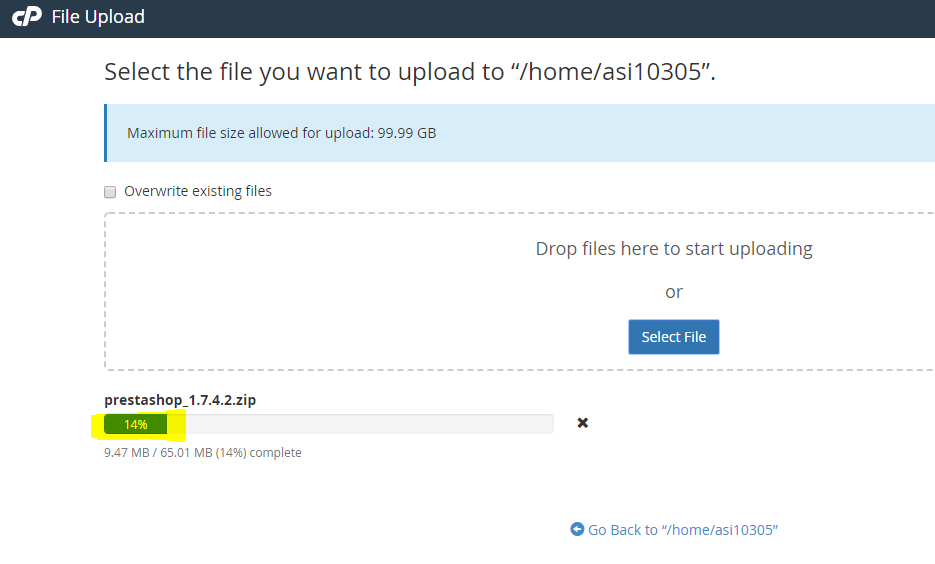 cP File Upload
Select the file you want to upload to “/home/asi10305”.
Maximum file size allowed for upload: 99.99 GB
Overwrite existing files
Drop files here to start uploading
or
Select File
prestashop_1.7.4.2.zip
14%
9.47 MB / 65.01 MB (14%) complete
Go Back to “/home/asi10305”